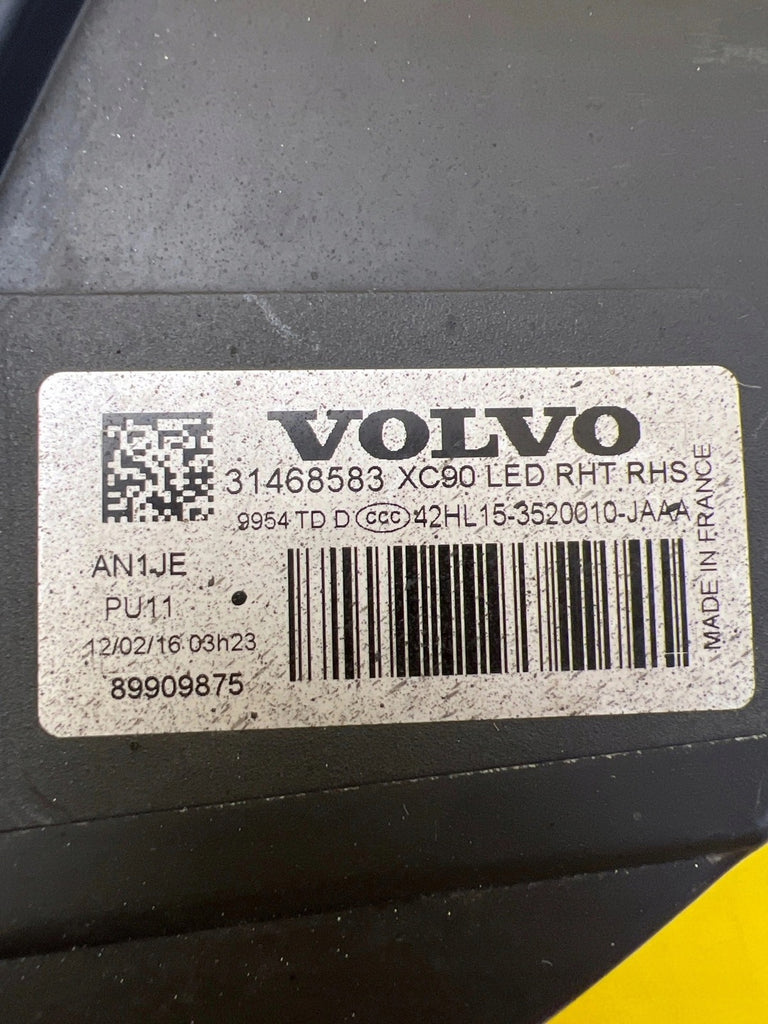 VOLVO
31468583 XC90 LED RHT RHS
9954 TD D CCC 42HL15-3520010-JAAA
AN1JE
PU11
12/02/16 03h23
89909875
MADE IN FRANCE